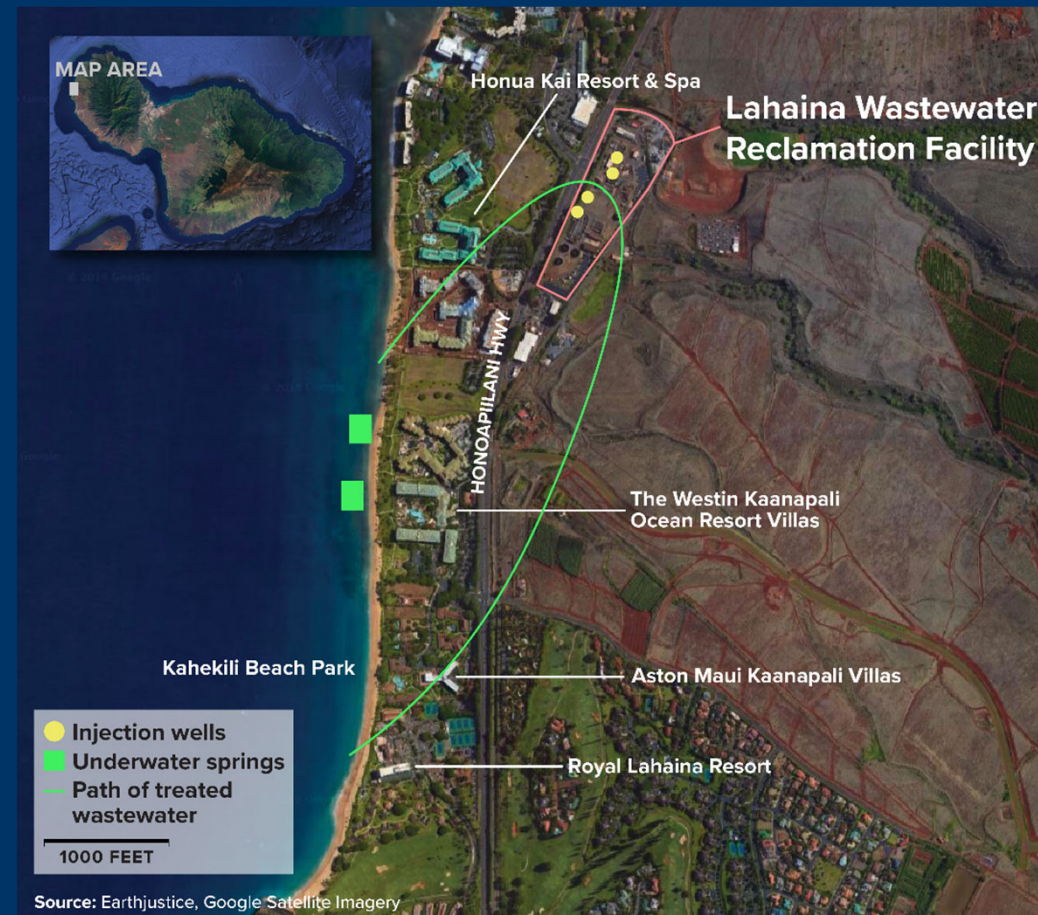 MAP AREA
Honua Kai Resort & Spa
Lahaina Wastewater
Reclamation Facility
HONOAPIILANI HWY
The Westin Kaanapali
Ocean Resort Villas
Kahekili Beach Park
Aston Maui Kaanapali Villas
Royal Lahaina Resort
Injection wells
Underwater springs
Path of treated
wastewater
1000 FEET
Source: Earthjustice, Google Satellite Imagery